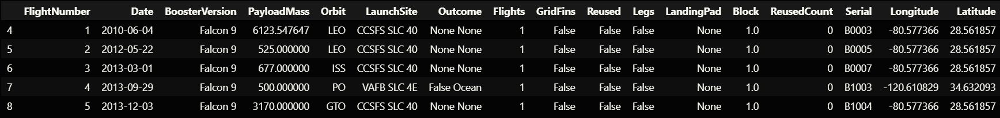 FlightNumber Date BoosterVersion PayloadMass Orbit LaunchSite Outcome Flights GridFins Reused Legs LandingPad Block ReusedCount Serial Longitude Latitude
4 1 2010-06-04 Falcon 9 6123.547647 LEO CCSFS SLC 40 None None 1 False False False None 1.0 0 B0003 -80.577366 28.561857
5 2 2012-05-22 Falcon 9 525.000000 LEO CCSFS SLC 40 None None 1 False False False None 1.0 0 B0005 -80.577366 28.561857
6 3 2013-03-01 Falcon 9 677.000000 ISS CCSFS SLC 40 None None 1 False False False None 1.0 0 B0007 -80.577366 28.561857
7 4 2013-09-29 Falcon 9 500.000000 PO VAFB SLC 4E False Ocean 1 False False False None 1.0 0 B1003 -120.610829 34.632093
8 5 2013-12-03 Falcon 9 3170.000000 GTO CCSFS SLC 40 None None 1 False False False None 1.0 0 B1004 -80.577366 28.561857